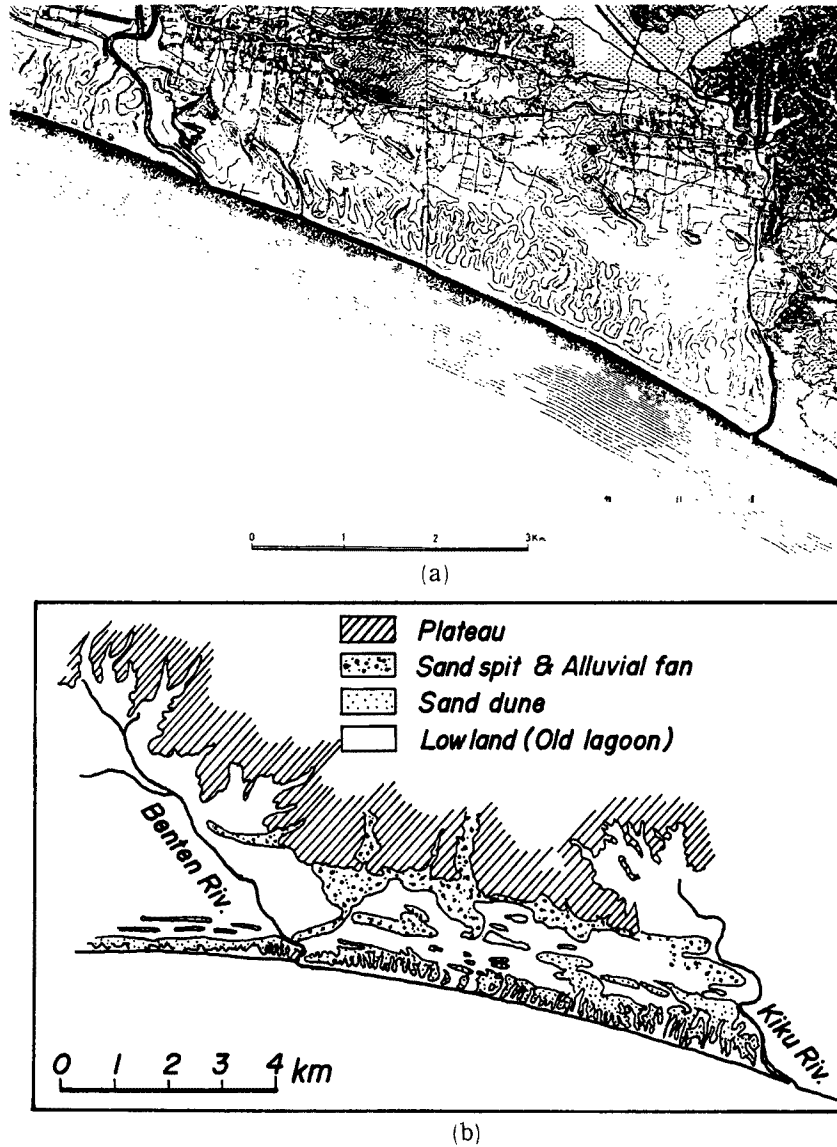 0 1 2 3Km
(a)
Plateau
Sand spit & Alluvial fan
Sand dune
Lowland (Old lagoon)
Benten Riv.
Kiku Riv.
0 1 2 3 4 km
(b)